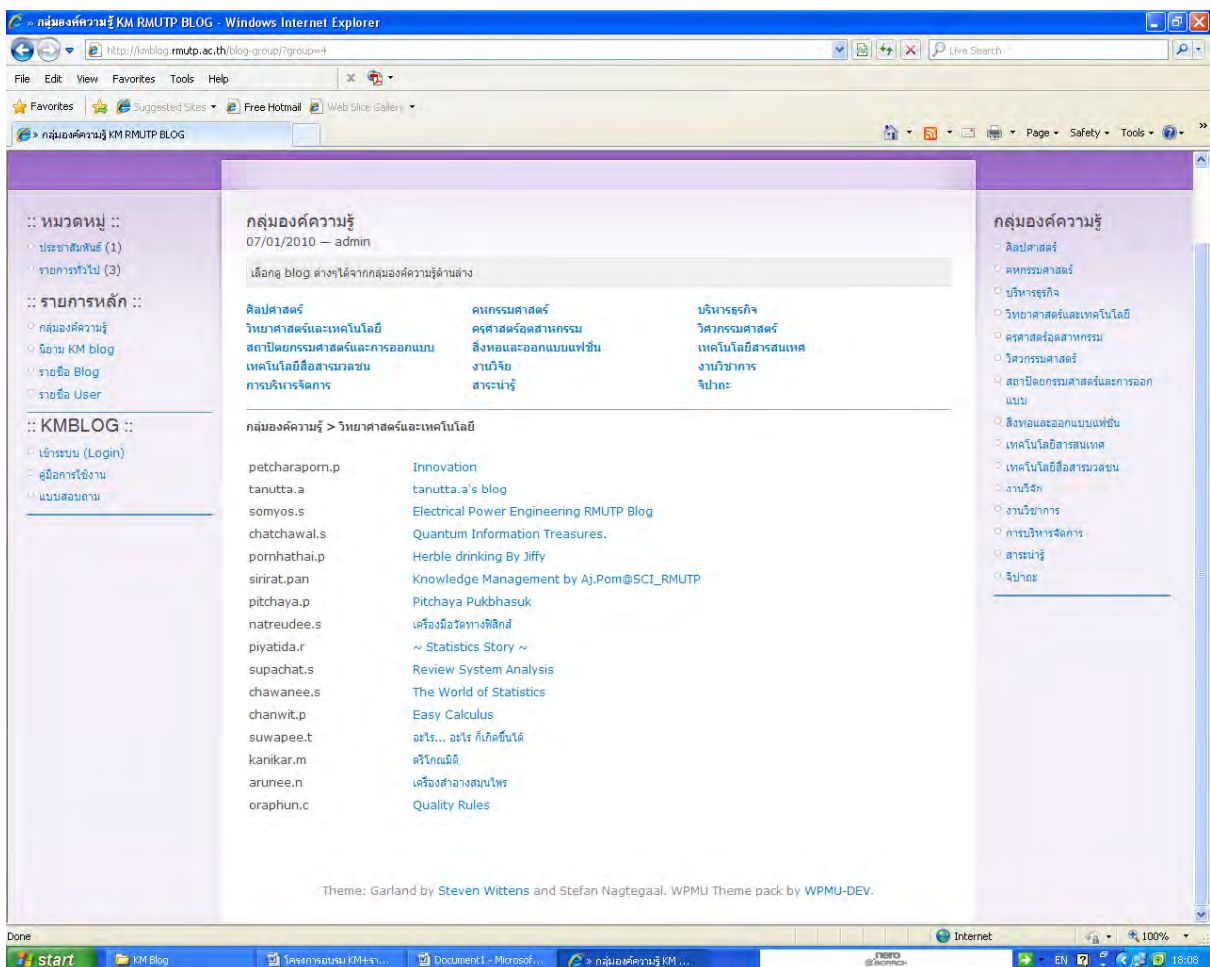 » กลุ่มองค์ความรู้ KM RMUTP BLOG - Windows Internet Explorer
http://kmblog.rmutp.ac.th/blog-group/?group=4
Live Search
File Edit View Favorites Tools Help
Favorites Suggested Sites Free Hotmail Web Slice Gallery
» กลุ่มองค์ความรู้ KM RMUTP BLOG
Page Safety Tools
:: หมวดหมู่ ::
ประชาสัมพันธ์ (1)
รายการทั่วไป (3)
:: รายการหลัก ::
กลุ่มองค์ความรู้
นิยาม KM blog
รายชื่อ Blog
รายชื่อ User
:: KMBLOG ::
เข้าระบบ (Login)
คู่มือการใช้งาน
แบบสอบถาม
กลุ่มองค์ความรู้
07/01/2010 — admin
เลือกดู blog ต่างๆได้จากกลุ่มองค์ความรู้ด้านล่าง
ศิลปศาสตร์ คหกรรมศาสตร์ บริหารธุรกิจ
วิทยาศาสตร์และเทคโนโลยี ครุศาสตร์อุตสาหกรรม วิศวกรรมศาสตร์
สถาปัตยกรรมศาสตร์และการออกแบบ สิ่งทอและออกแบบแฟชั่น เทคโนโลยีสารสนเทศ
เทคโนโลยีสื่อสารมวลชน งานวิจัย งานวิชาการ
การบริหารจัดการ สาระน่ารู้ จิปาถะ
กลุ่มองค์ความรู้ > วิทยาศาสตร์และเทคโนโลยี
petcharaporn.p Innovation
tanutta.a tanutta.a's blog
somyos.s Electrical Power Engineering RMUTP Blog
chatchawal.s Quantum Information Treasures.
pornhathai.p Herble drinking By Jiffy
sirirat.pan Knowledge Management by Aj.Pom@SCI_RMUTP
pitchaya.p Pitchaya Pukbhasuk
natreudee.s เครื่องมือวัดทางฟิสิกส์
piyatida.r ~ Statistics Story ~
supachat.s Review System Analysis
chawanee.s The World of Statistics
chanwit.p Easy Calculus
suwapee.t อะไร... อะไร ก็เกิดขึ้นได้
kanikar.m ตรีโกณมิติ
arunee.n เครื่องสำอางสมุนไพร
oraphun.c Quality Rules
Theme: Garland by Steven Wittens and Stefan Nagtegaal. WPMU Theme pack by WPMU-DEV.
กลุ่มองค์ความรู้
ศิลปศาสตร์
คหกรรมศาสตร์
บริหารธุรกิจ
วิทยาศาสตร์และเทคโนโลยี
ครุศาสตร์อุตสาหกรรม
วิศวกรรมศาสตร์
สถาปัตยกรรมศาสตร์และการออก
แบบ
สิ่งทอและออกแบบแฟชั่น
เทคโนโลยีสารสนเทศ
เทคโนโลยีสื่อสารมวลชน
งานวิจัย
งานวิชาการ
การบริหารจัดการ
สาระน่ารู้
จิปาถะ
Done Internet 100%
start KM Blog โครงการอบรม KM+รา... Document1 - Microsof... » กลุ่มองค์ความรู้ KM ... nero SEARCH EN 18:08